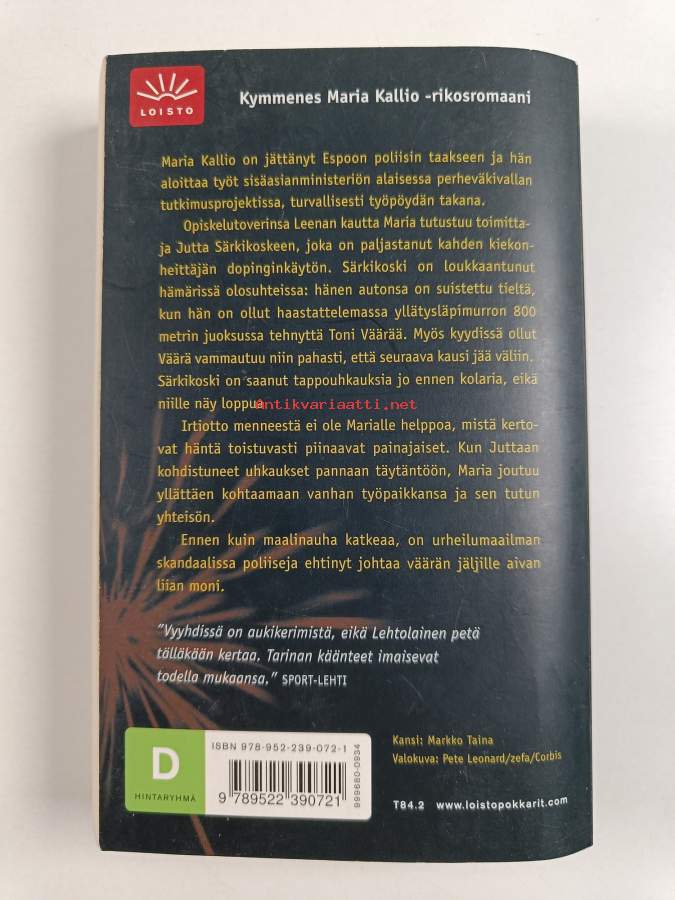 LOISTO
Kymmenes Maria Kallio -rikosromaani
Maria Kallio on jättänyt Espoon poliisin taakseen ja hän
aloittaa työt sisäasianministeriön alaisessa perheväkivallan
tutkimusprojektissa, turvallisesti työpöydän takana.
Opiskelutoverinsa Leenan kautta Maria tutustuu toimitta-
ja Jutta Särkikoskeen, joka on paljastanut kahden kiekon-
heittäjän dopinginkäytön. Särkikoski on loukkaantunut
hämärissä olosuhteissa: hänen autonsa on suistettu tieltä,
kun hän on ollut haastattelemassa yllätysläpimurron 800
metrin juoksussa tehnyttä Toni Väärää. Myös kyydissä ollut
Väärä vammautuu niin pahasti, että seuraava kausi jää väliin.
Särkikoski on saanut tappouhkauksia jo ennen kolaria, eikä
niille näy loppua.
antikvariaatti.net
Irtiotto menneestä ei ole Marialle helppoa, mistä kerto-
vat häntä toistuvasti piinaavat painajaiset. Kun Juttaan
kohdistuneet uhkaukset pannaan täytäntöön, Maria joutuu
yllättäen kohtaamaan vanhan työpaikkansa ja sen tutun
yhteisön.
Ennen kuin maalinauha katkeaa, on urheilumaailman
skandaalissa poliiseja ehtinyt johtaa väärän jäljille aivan
liian moni.
"Vyyhdissä on aukikerimistä, eikä Lehtolainen petä
tälläkään kertaa. Tarinan käänteet imaisevat
todella mukaansa." SPORT-LEHTI
D
HINTARYHMÄ
ISBN 978-952-239-072-1
9 789522 390721
999680-0934
Kansi: Markko Taina
Valokuva: Pete Leonard/zefa/Corbis
T84.2 www.loistopokkarit.com